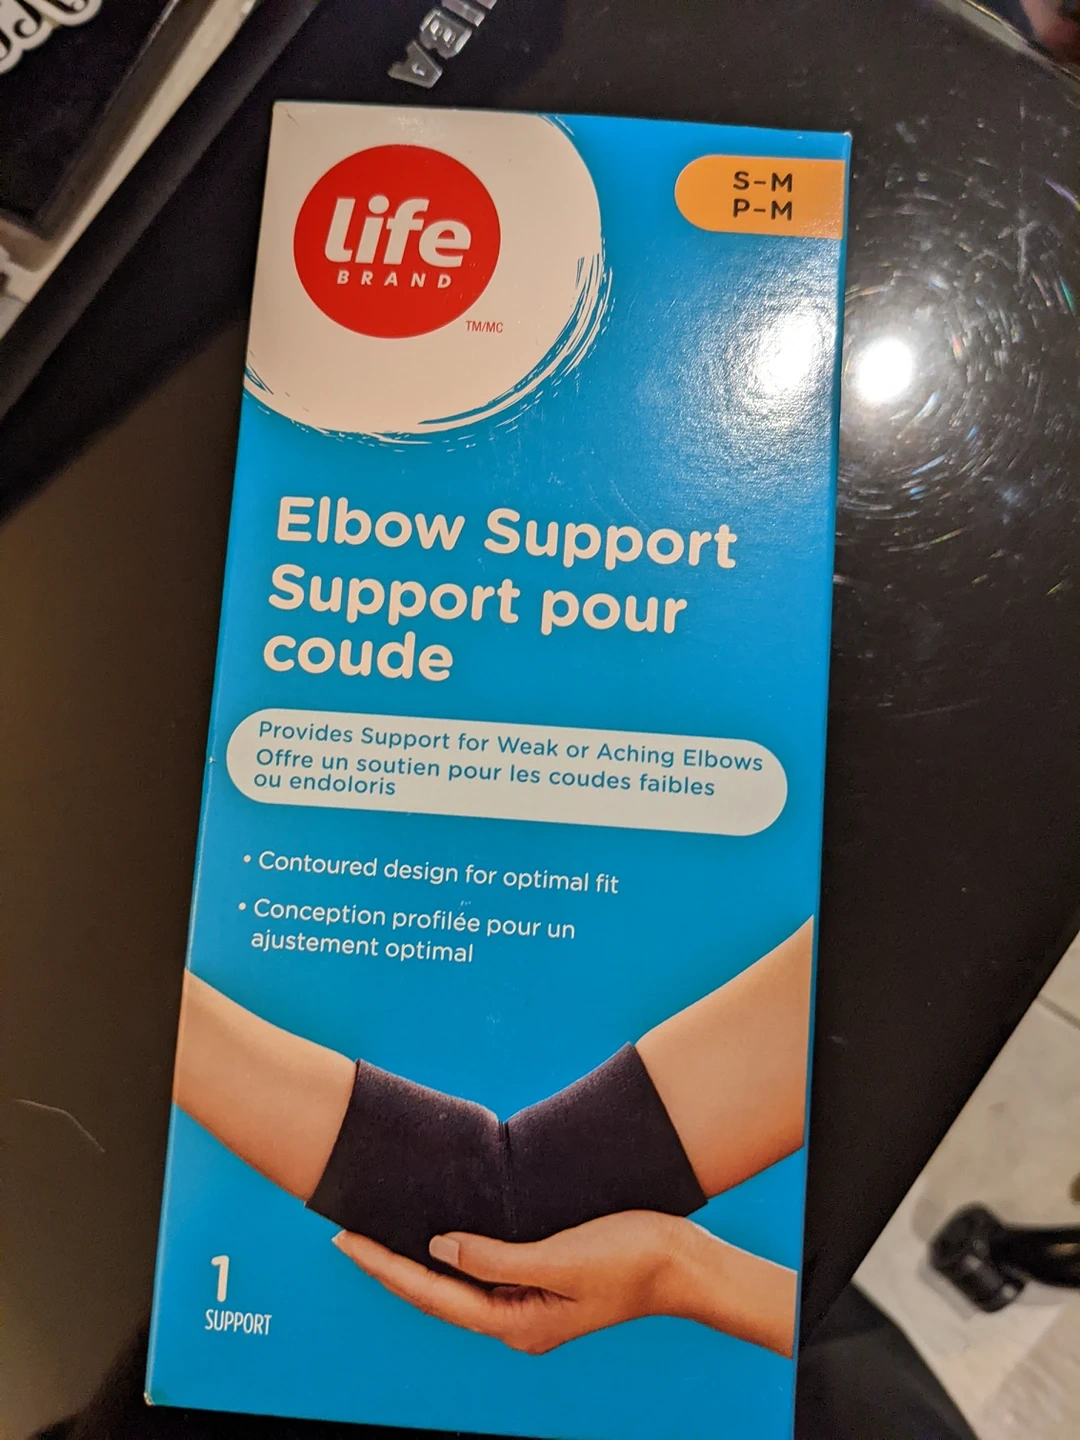 life
BRAND
TM/MC
S-M
P-M
Elbow Support
Support pour
coude
Provides Support for Weak or Aching Elbows
Offre un soutien pour les coudes faibles
ou endoloris
• Contoured design for optimal fit
• Conception profilée pour un
ajustement optimal
1
SUPPORT